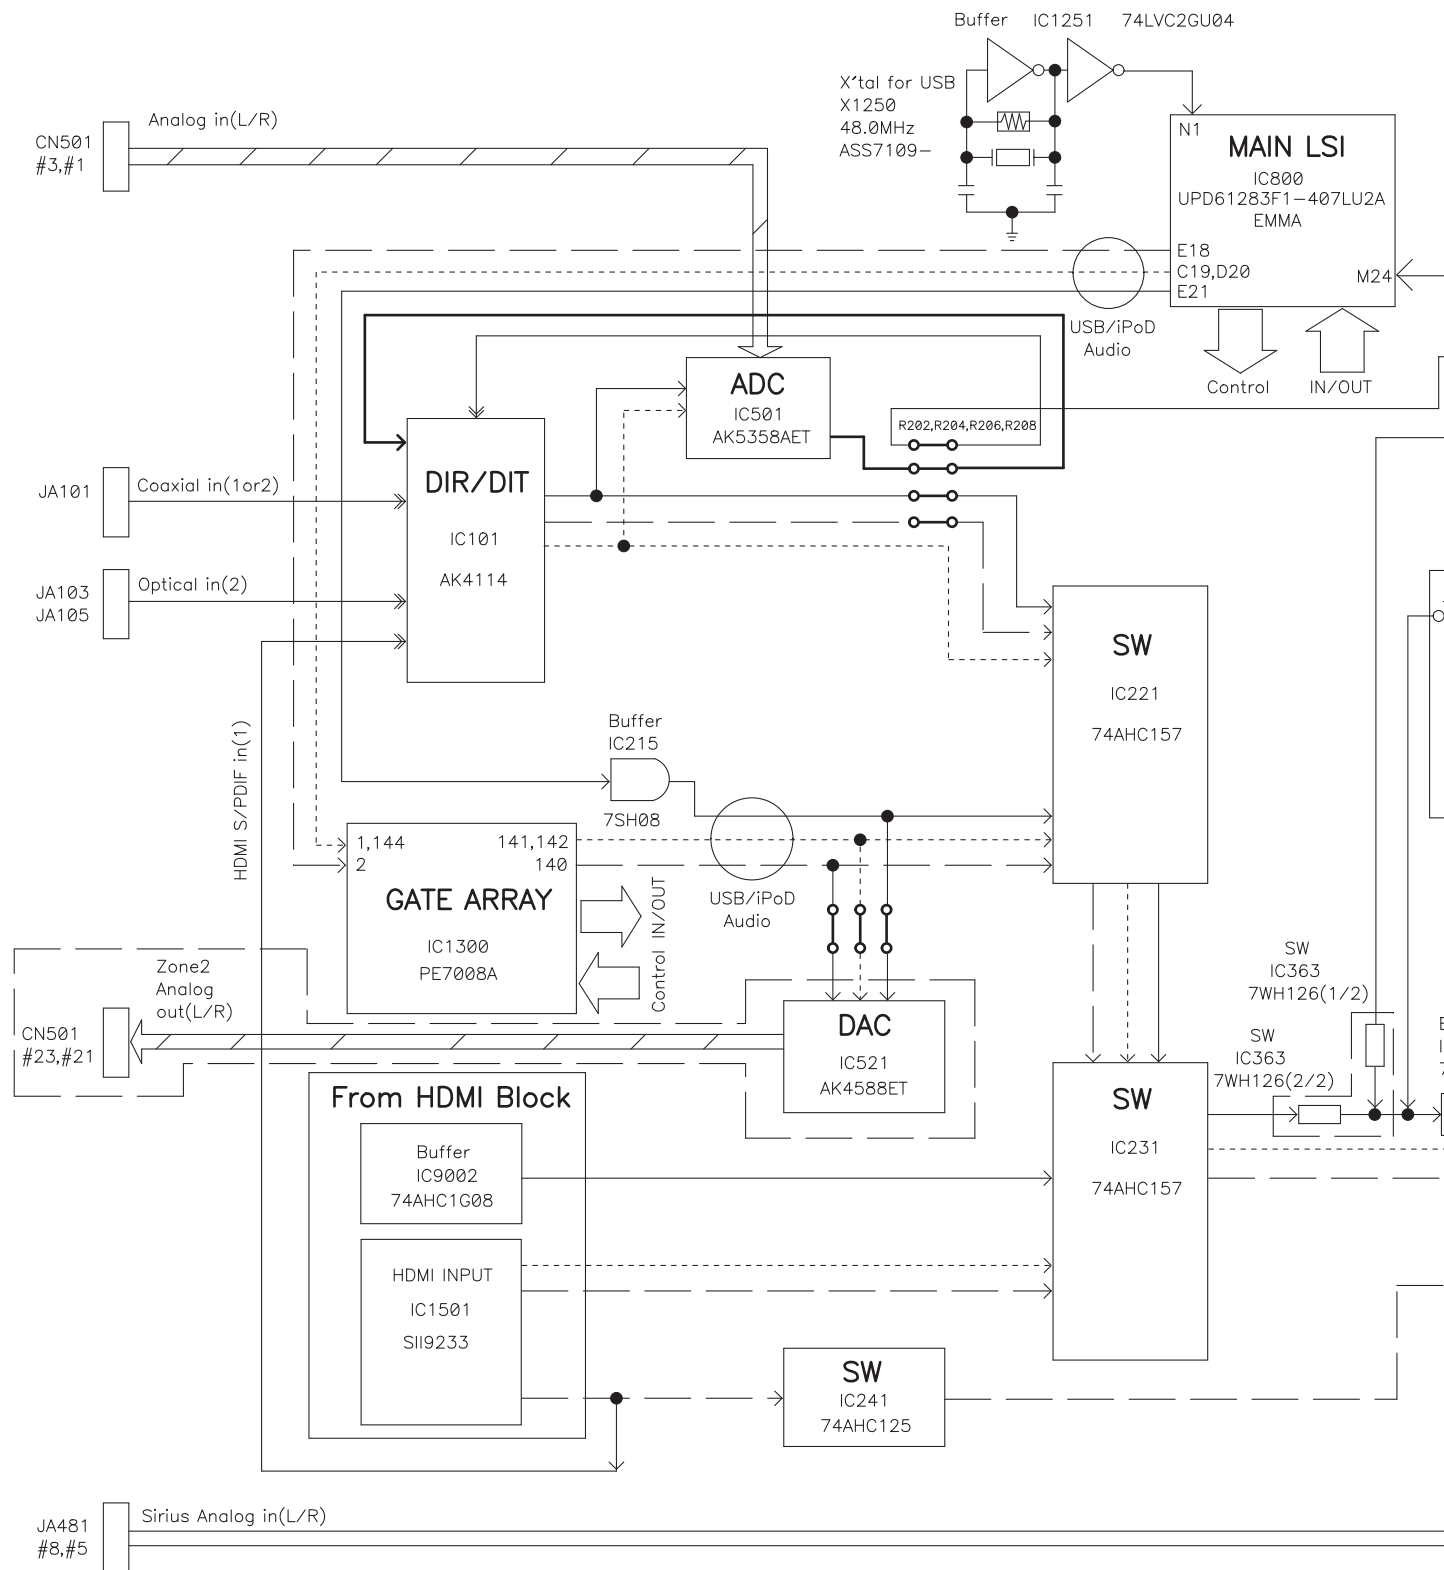 Buffer IC1251 74LVC2GU04
X'tal for USB
X1250
48.0MHz
ASS7109-
N1
MAIN LSI
IC800
UPD61283F1-407LU2A
EMMA
E18
C19,D20
E21
M24
Control
IN/OUT
USB/iPoD
Audio
CN501
#3,#1
Analog in(L/R)
ADC
IC501
AK5358AET
R202,R204,R206,R208
DIR/DIT
IC101
AK4114
JA101
Coaxial in(1or2)
JA103
JA105
Optical in(2)
HDMI S/PDIF in(1)
SW
IC221
74AHC157
Buffer
IC215
7SH08
1,144
2
141,142
140
GATE ARRAY
IC1300
PE7008A
Control IN/OUT
USB/iPoD
Audio
Zone2
Analog
out(L/R)
CN501
#23,#21
DAC
IC521
AK4588ET
SW
IC363
7WH126(1/2)
SW
IC363
7WH126(2/2)
SW
IC231
74AHC157
From HDMI Block
Buffer
IC9002
74AHC1G08
HDMI INPUT
IC1501
SII9233
SW
IC241
74AHC125
JA481
#8,#5
Sirius Analog in(L/R)